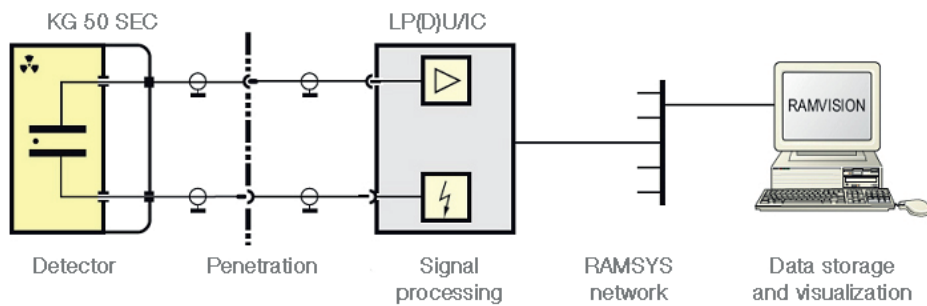 KG 50 SEC
LP(D)U/IC
RAMVISION
Detector
Penetration
Signal
processing
RAMSYS
network
Data storage
and visualization